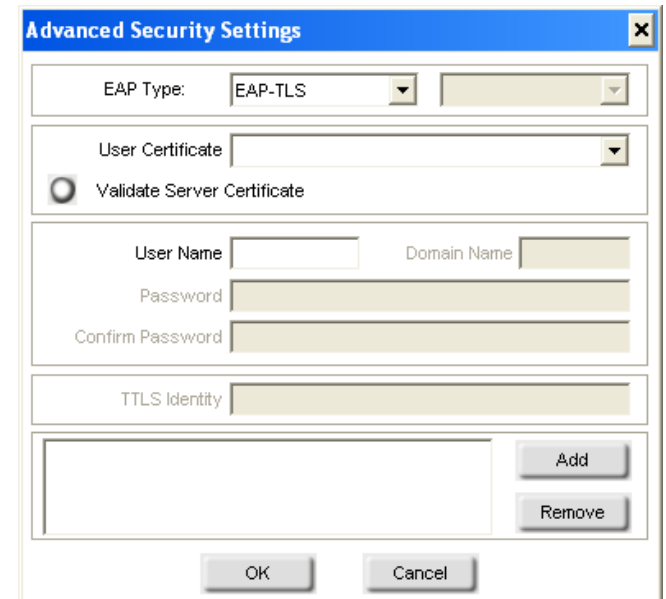 Advanced Security Settings
EAP Type: EAP-TLS
User Certificate
Validate Server Certificate
User Name Domain Name
Password
Confirm Password
TTLS Identity
Add
Remove
OK Cancel